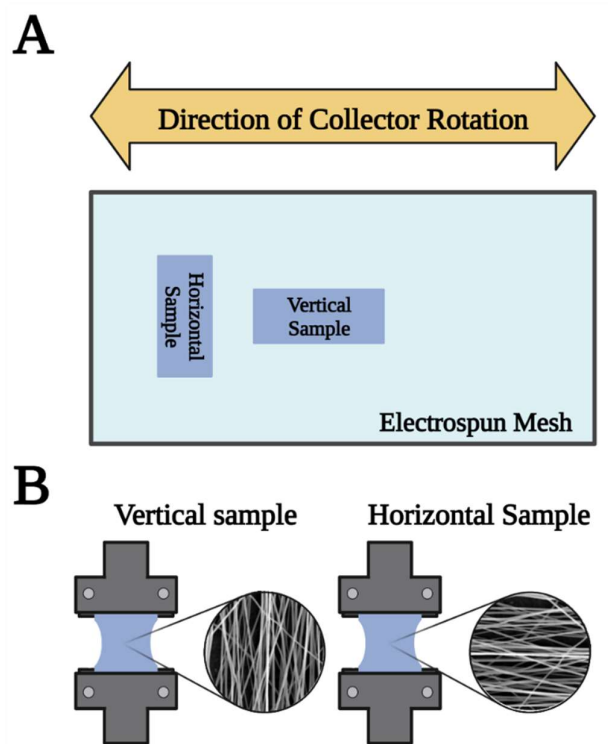 A
Direction of Collector Rotation
Horizontal
Sample
Vertical
Sample
Electrospun Mesh
B
Vertical sample
Horizontal Sample